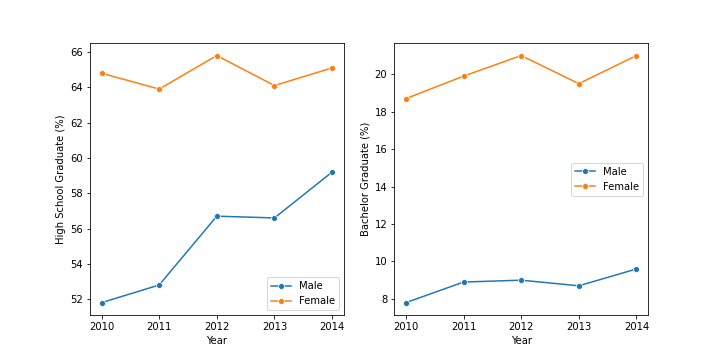 High School Graduate (%)
66
64
62
60
58
56
54
52
2010 2011 2012 2013 2014
Year
Male
Female
Bachelor Graduate (%)
20
18
16
14
12
10
8
2010 2011 2012 2013 2014
Year
Male
Female